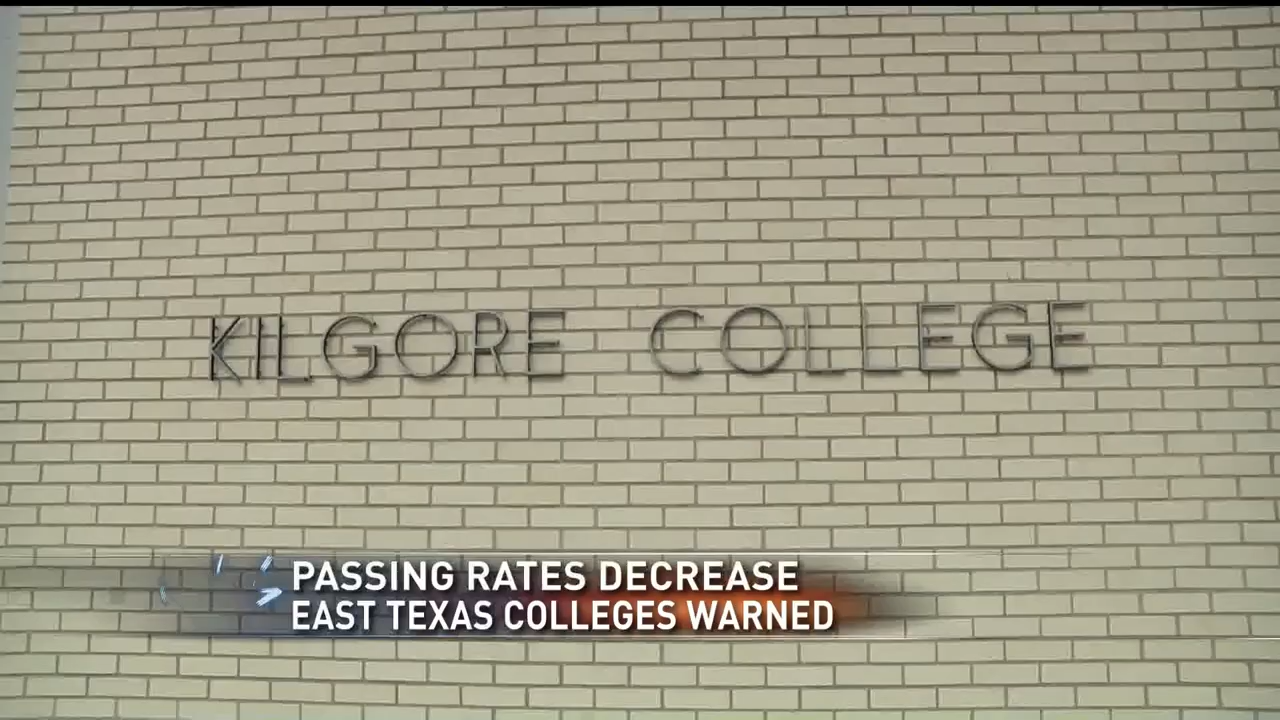 KILGORE COLLEGE
PASSING RATES DECREASE
EAST TEXAS COLLEGES WARNED